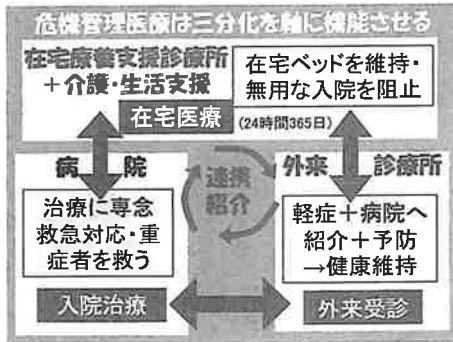 危機管理医療は三分化を軸に機能させる
在宅療養支援診療所
＋介護・生活支援
在宅ベッドを維持・
無用な入院を阻止
在宅医療
(24時間365日)
病院
連携
紹介
外来 診療所
治療に専念
救急対応・重
症者を救う
軽症＋病院へ
紹介＋予防
→健康維持
入院治療
外来受診